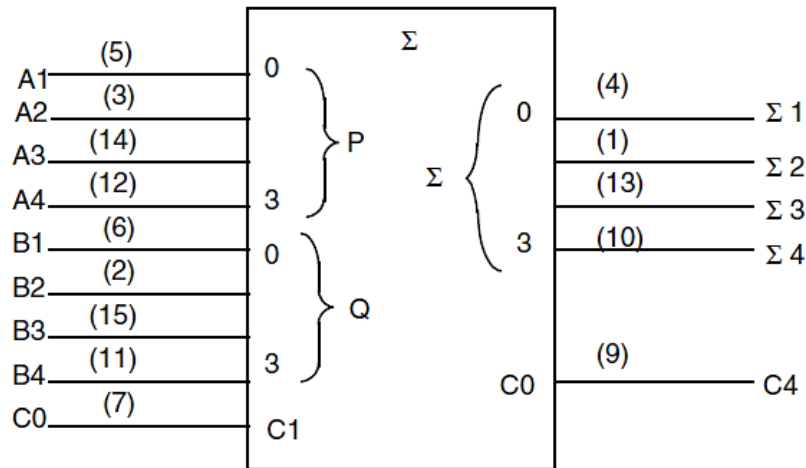 Σ
(5)
A1 0
(3)
A2
(14)
A3 P
(12)
A4 3
(6)
B1 0
(2)
B2
(15)
B3 Q
(11)
B4 3
(7)
C0 C1
(4)
0 Σ 1
(1)
Σ 2
Σ
(13)
Σ 3
3 (10) Σ 4
(9)
C0 C4